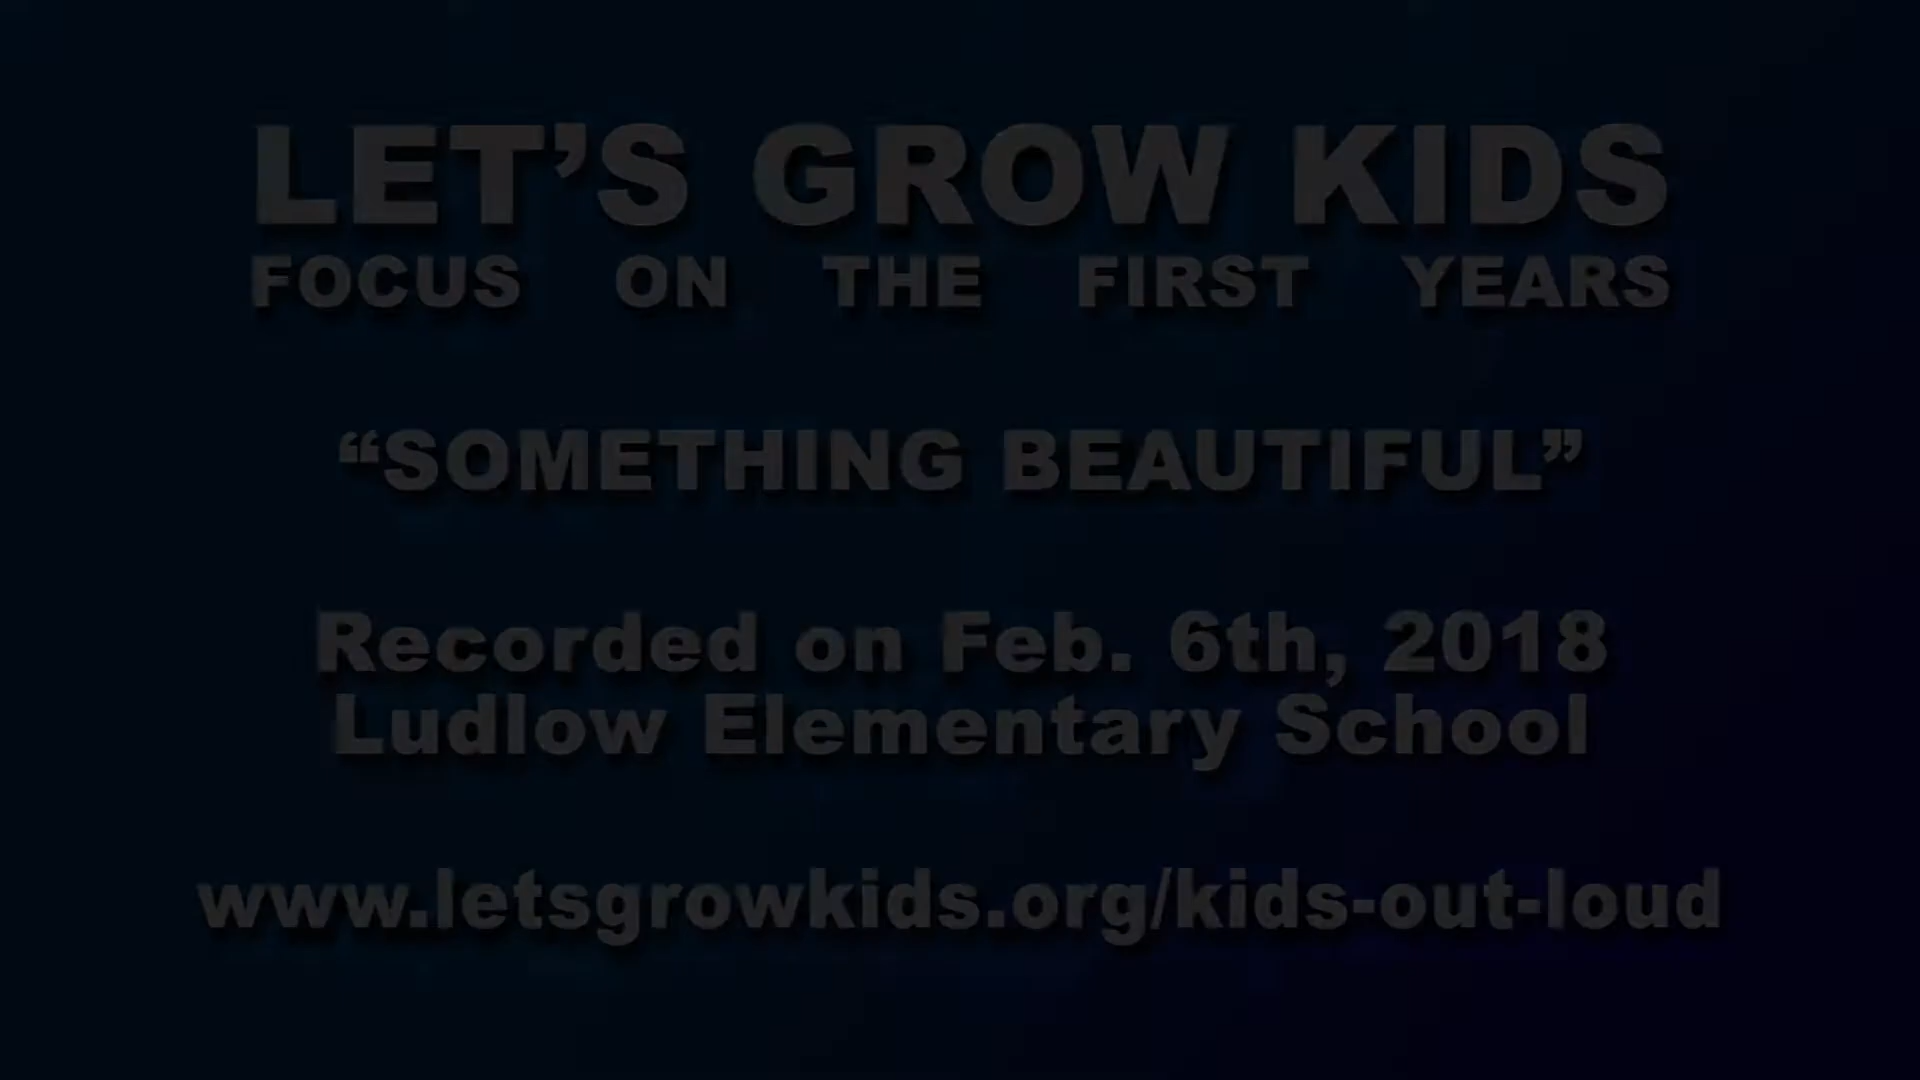 LET’S GROW KIDS
FOCUS ON THE FIRST YEARS
“SOMETHING BEAUTIFUL”
Recorded on Feb. 6th, 2018
Ludlow Elementary School
www.letsgrowkids.org/kids-out-loud